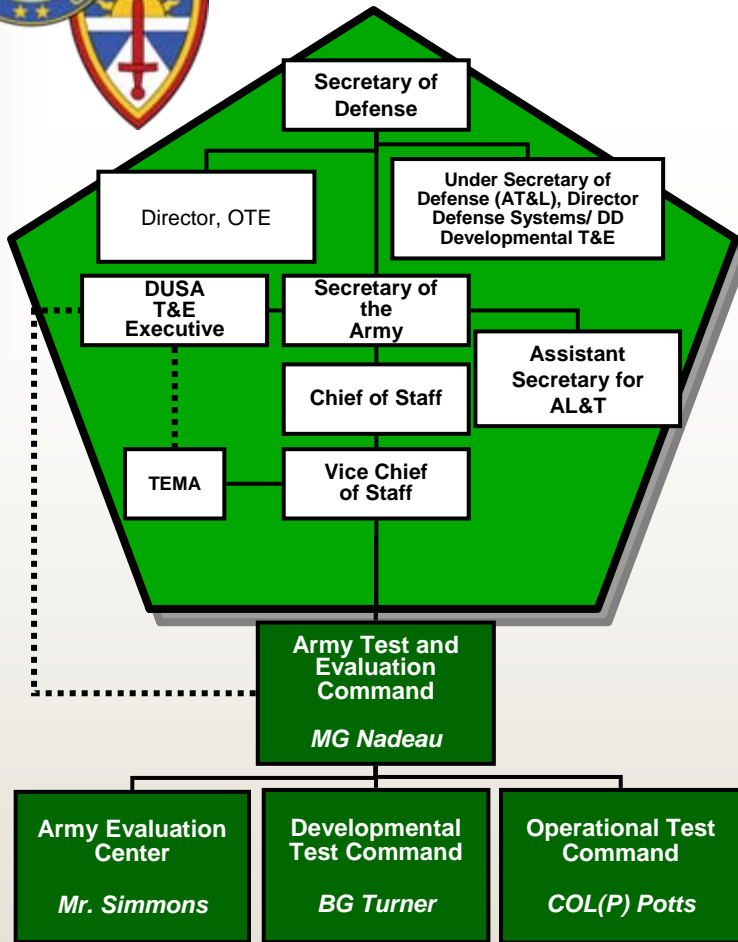 Secretary of
Defense
Director, OTE
Under Secretary of
Defense (AT&L), Director
Defense Systems/ DD
Developmental T&E
DUSA
T&E
Executive
Secretary of
the
Army
Assistant
Secretary for
AL&T
Chief of Staff
TEMA
Vice Chief
of Staff
Army Test and
Evaluation
Command
MG Nadeau
Army Evaluation
Center
Mr. Simmons
Developmental
Test Command
BG Turner
Operational Test
Command
COL(P) Potts